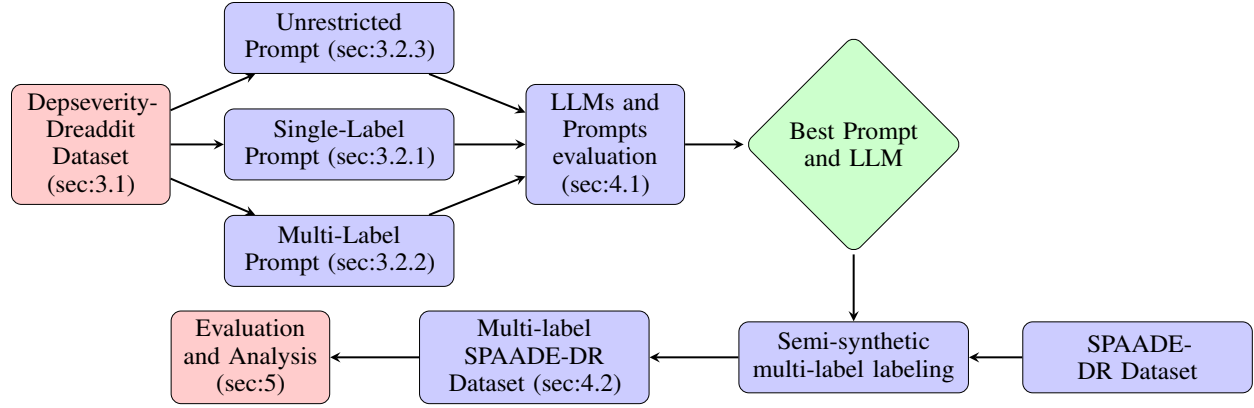 Unrestricted
Prompt (sec:3.2.3)
Depseverity-
Dreaddit
Dataset
(sec:3.1)
Single-Label
Prompt (sec:3.2.1)
Multi-Label
Prompt (sec:3.2.2)
LLMs and
Prompts
evaluation
(sec:4.1)
Best Prompt
and LLM
Evaluation
and Analysis
(sec:5)
Multi-label
SPAADE-DR
Dataset (sec:4.2)
Semi-synthetic
multi-label labeling
SPAADE-
DR Dataset